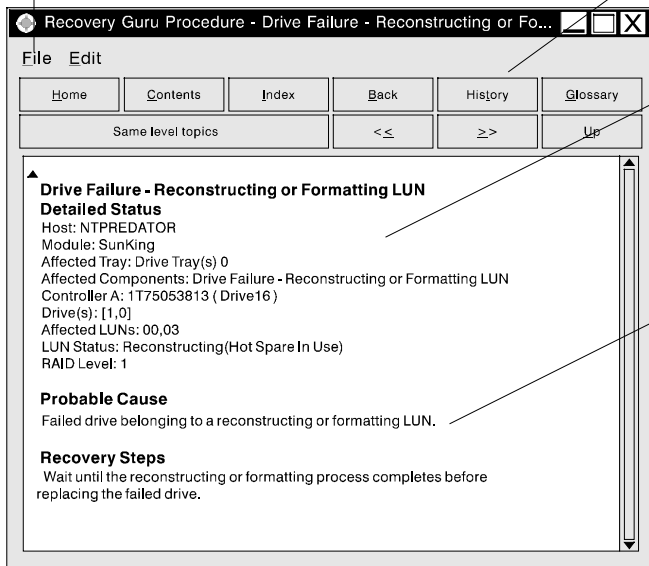 Recovery Guru Procedure - Drive Failure - Reconstructing or Fo...
File Edit
Home Contents Index Back History Glossary
Same level topics << >> Up
Drive Failure - Reconstructing or Formatting LUN
Detailed Status
Host: NTPREDATOR
Module: SunKing
Affected Tray: Drive Tray(s) 0
Affected Components: Drive Failure - Reconstructing or Formatting LUN
Controller A: 1T75053813 ( Drive16 )
Drive(s): [1,0]
Affected LUNs: 00,03
LUN Status: Reconstructing(Hot Spare In Use)
RAID Level: 1
Probable Cause
Failed drive belonging to a reconstructing or formatting LUN.
Recovery Steps
Wait until the reconstructing or formatting process completes before
replacing the failed drive.